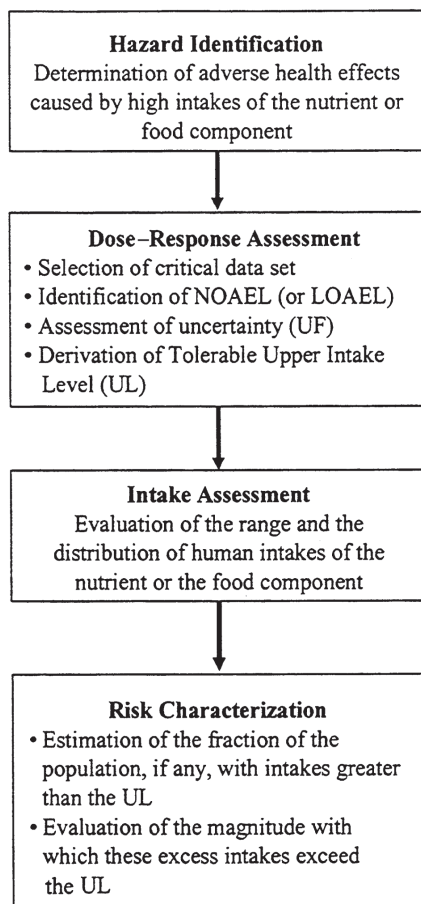 Hazard Identification
Determination of adverse health effects
caused by high intakes of the nutrient or
food component
Dose–Response Assessment
• Selection of critical data set
• Identification of NOAEL (or LOAEL)
• Assessment of uncertainty (UF)
• Derivation of Tolerable Upper Intake
Level (UL)
Intake Assessment
Evaluation of the range and the
distribution of human intakes of the
nutrient or the food component
Risk Characterization
• Estimation of the fraction of the
population, if any, with intakes greater
than the UL
• Evaluation of the magnitude with
which these excess intakes exceed
the UL